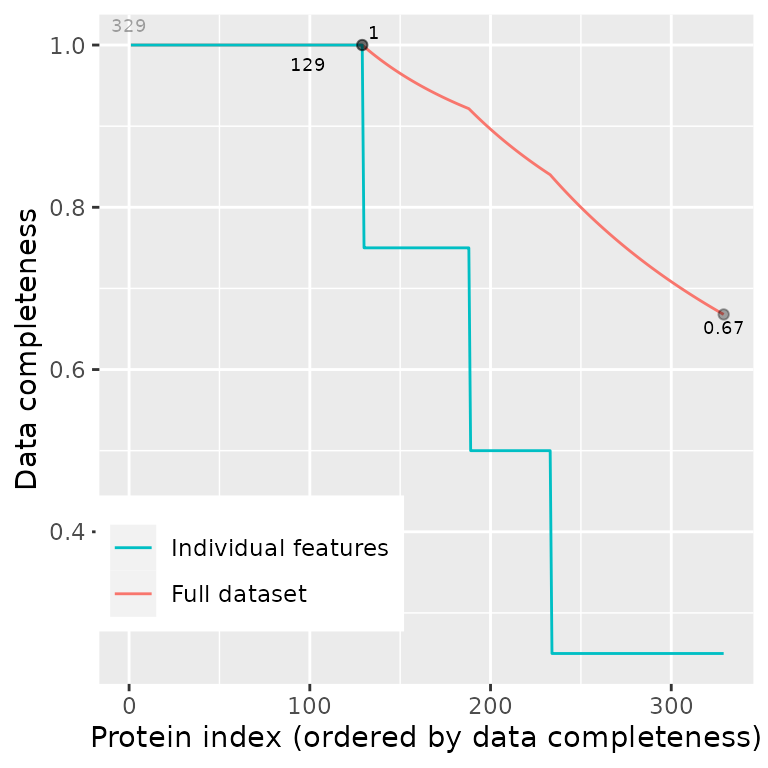 329
1
1.0
129
0.8
0.67
0.6
0.4
Individual features
Full dataset
0 100 200 300
Protein index (ordered by data completeness)
Data completeness